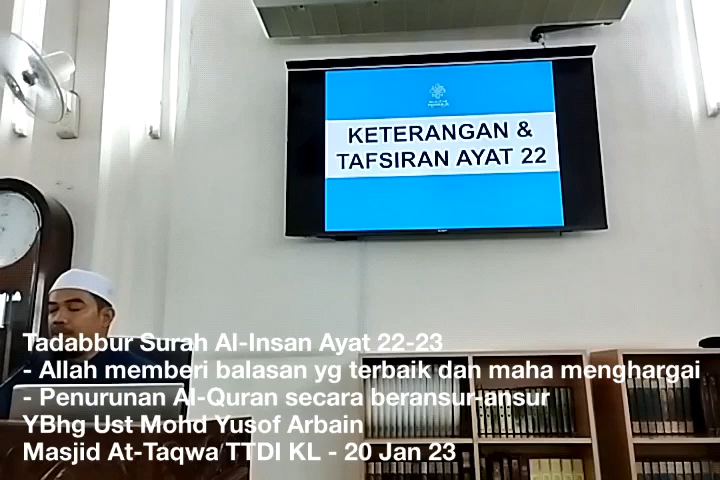 KETERANGAN &
TAFSIRAN AYAT 22
Tadabbur Surah Al-Insan Ayat 22-23
- Allah memberi balasan yg terbaik dan maha menghargai
- Penurunan Al-Quran secara beransur-ansur
YBhg Ust Mohd Yusof Arbain
Masjid At-Taqwa TTDI KL - 20 Jan 23